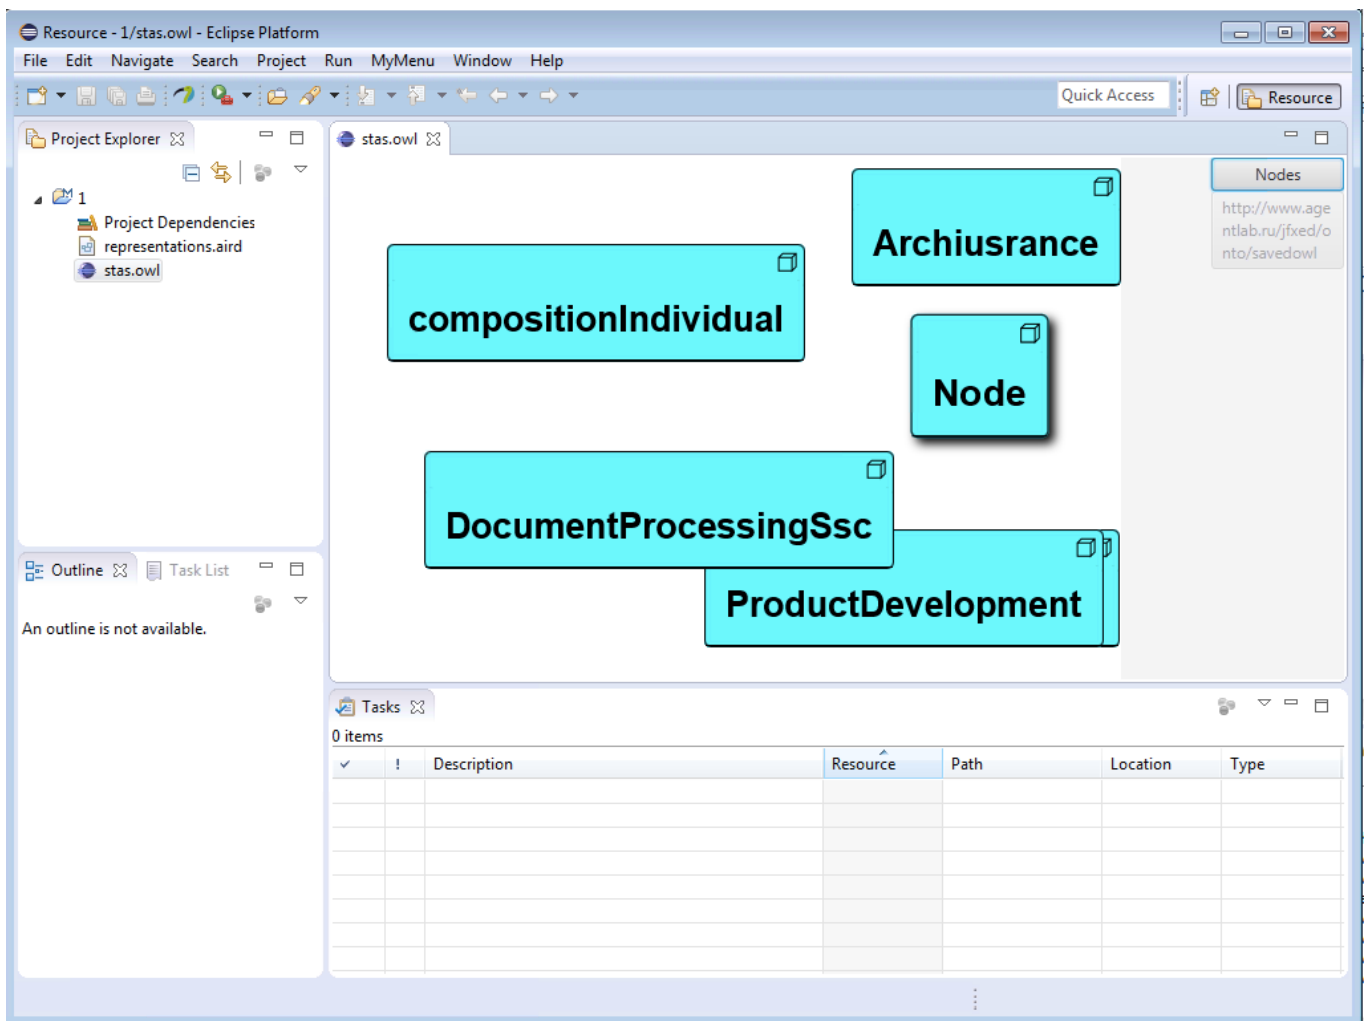 Resource - 1/stas.owl - Eclipse Platform
File Edit Navigate Search Project Run MyMenu Window Help
Quick Access
Resource
Project Explorer
1
Project Dependencies
representations.aird
stas.owl
Outline
Task List
An outline is not available.
stas.owl
Archiusrance
compositionIndividual
Node
DocumentProcessingSsc
ProductDevelopment
Nodes
http://www.age
ntlab.ru/jfxed/o
nto/savedowl
Tasks
0 items
! Description Resource Path Location Type